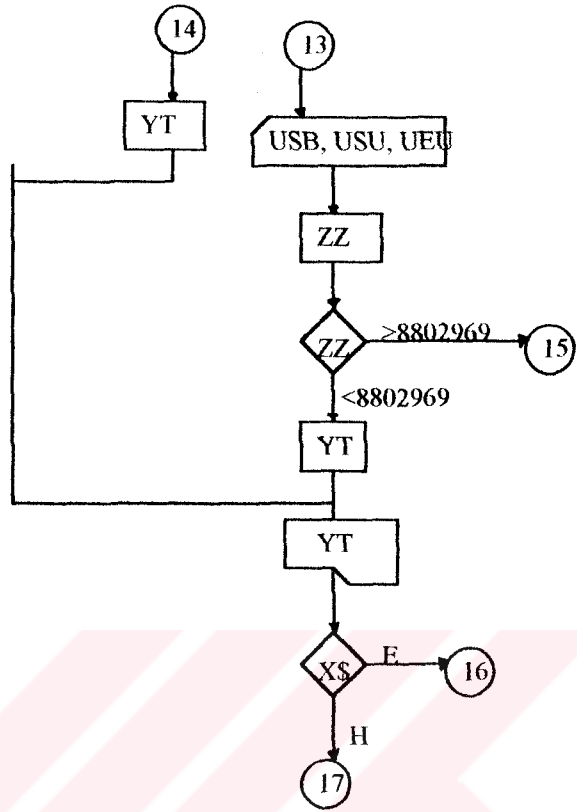 14
13
YT
USB, USU, UEU
ZZ
ZZ
>8802969
15
<8802969
YT
YT
X$
E
16
H
17